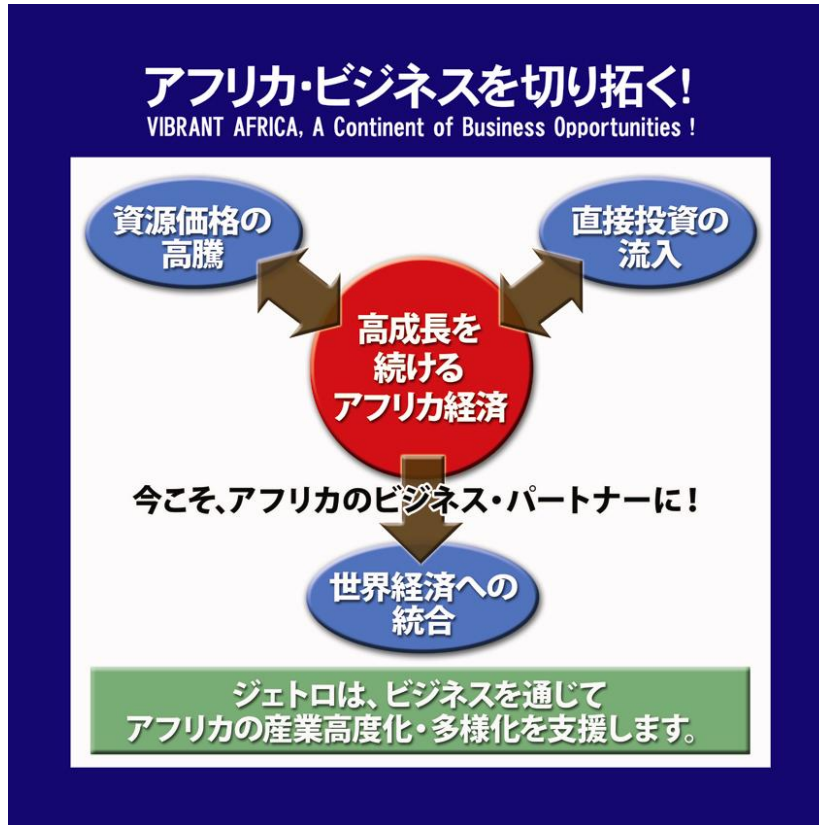 アフリカ・ビジネスを切り拓く!
VIBRANT AFRICA, A Continent of Business Opportunities !
資源価格の
高騰
直接投資の
流入
高成長を
続ける
アフリカ経済
今こそ、アフリカのビジネス・パートナーに!
世界経済への
統合
ジェトロは、ビジネスを通じて
アフリカの産業高度化・多様化を支援します。